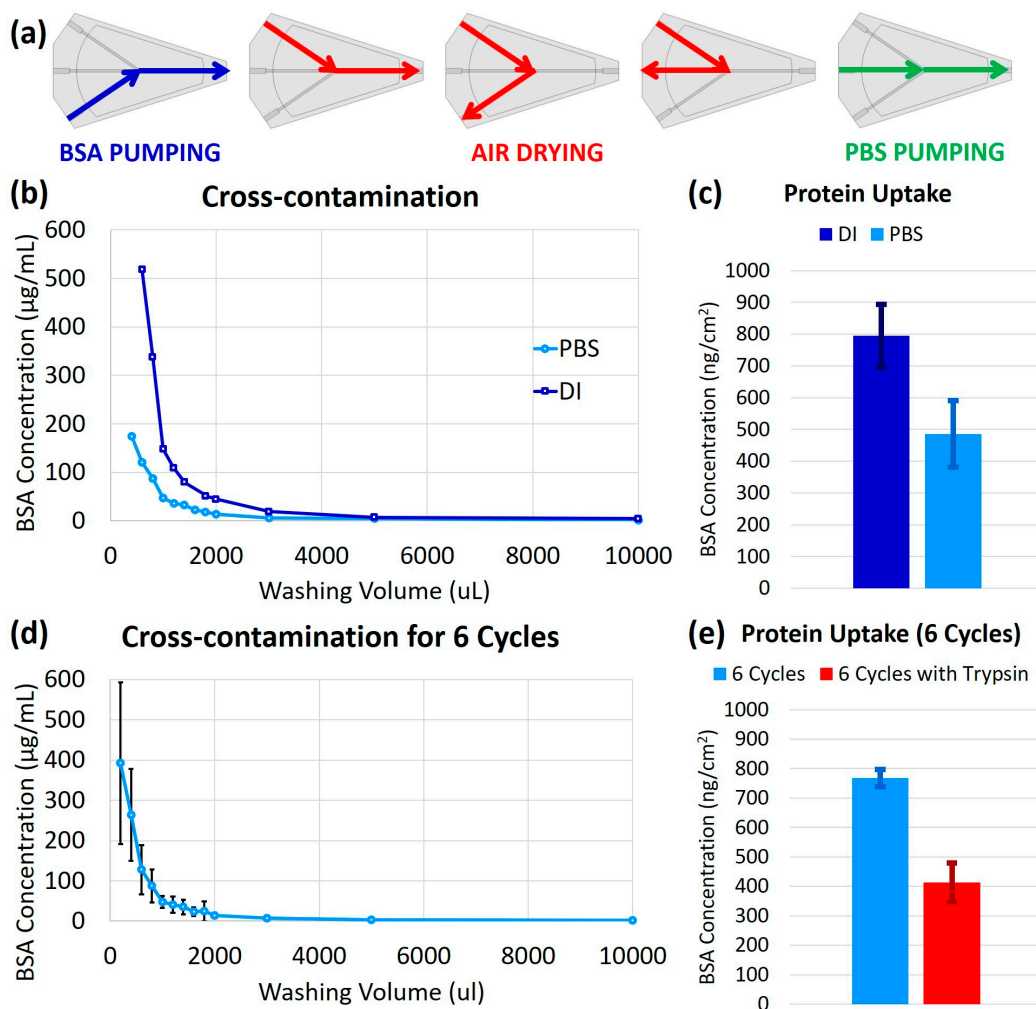 (a)
BSA PUMPING
AIR DRYING
PBS PUMPING
(b)
Cross-contamination
BSA Concentration (µg/mL)
600
500
400
300
200
100
0
PBS
DI
0 2000 4000 6000 8000 10000
Washing Volume (uL)
(c)
Protein Uptake
DI PBS
BSA Concentration (ng/cm²)
1000
900
800
700
600
500
400
300
200
100
0
(d)
Cross-contamination for 6 Cycles
BSA Concentration (µg/mL)
600
500
400
300
200
100
0
0 2000 4000 6000 8000 10000
Washing Volume (ul)
(e)
Protein Uptake (6 Cycles)
6 Cycles 6 Cycles with Trypsin
BSA Concentration (ng/cm²)
1000
900
800
700
600
500
400
300
200
100
0